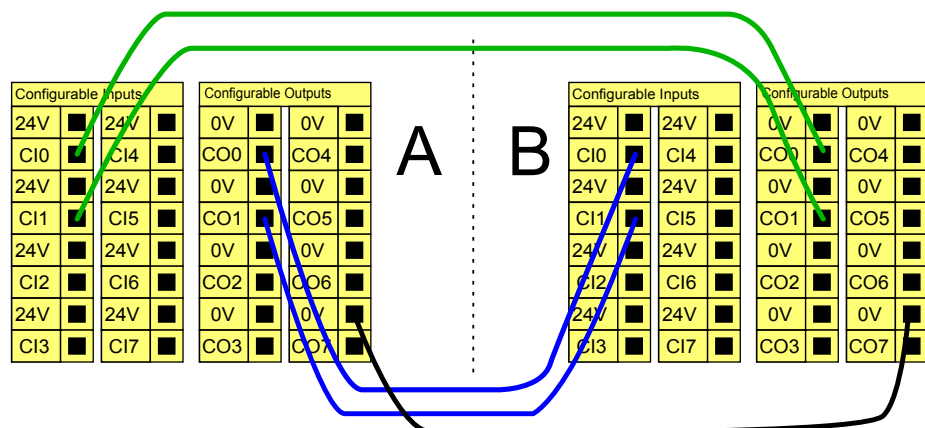 Configurable Inputs Configurable Outputs Configurable Inputs Configurable Outputs
24V 24V 0V 0V 24V 24V 0V 0V
CI0 CI4 CO0 CO4 A B CI0 CI4 CO0 CO4
24V 24V 0V 0V 24V 24V 0V 0V
CI1 CI5 CO1 CO5 CI1 CI5 CO1 CO5
24V 24V 0V 0V 24V 24V 0V 0V
CI2 CI6 CO2 CO6 CI2 CI6 CO2 CO6
24V 24V 0V 0V 24V 24V 0V 0V
CI3 CI7 CO3 CO7 CI3 CI7 CO3 CO7